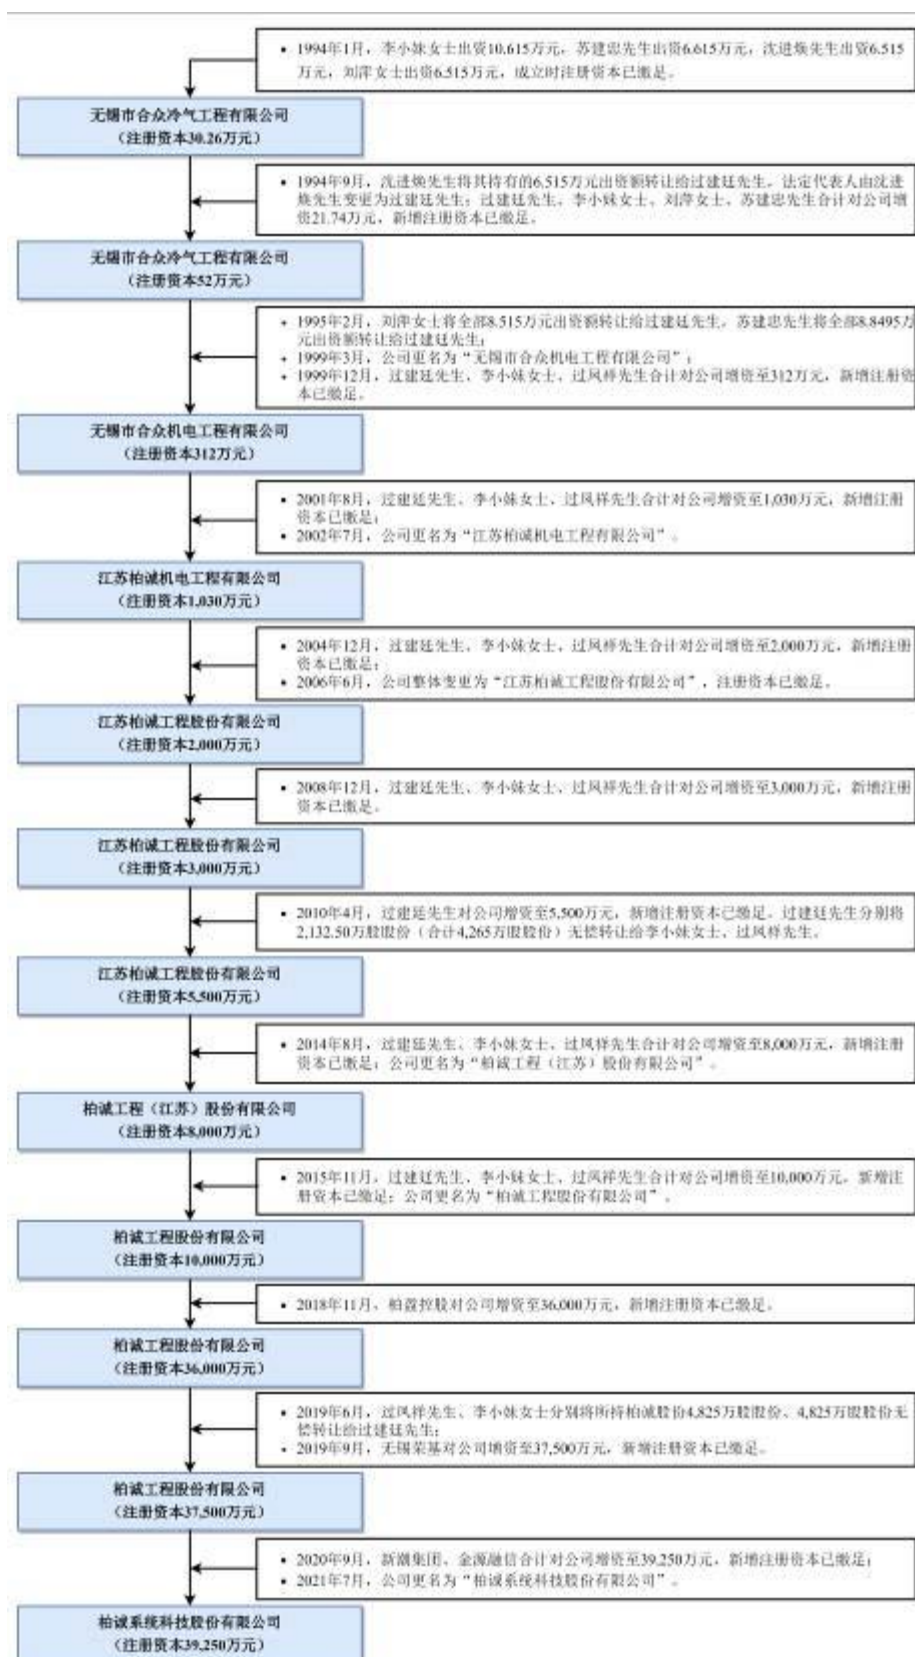 1994年1月，李小妹女士出资10.615万元，苏建忠先生出资6.615万元，沈进焕先生出资6.515
万元，刘萍女士出资6.515万元，成立时注册资本已缴足。
无锡市合众冷气工程有限公司
（注册资本30.26万元）
1994年9月，沈进焕先生将其持有的6.515万元出资额转让给过建廷先生，法定代表人由沈进
焕先生变更为过建廷先生；过建廷先生、李小妹女士、刘萍女士、苏建忠先生合计对公司增
资21.74万元，新增注册资本已缴足。
无锡市合众冷气工程有限公司
（注册资本52万元）
1995年2月，刘萍女士将全部8.515万元出资额转让给过建廷先生，苏建忠先生将全部8.8495万
元出资额转让给过建廷先生；
1999年3月，公司更名为“无锡市合众机电工程有限公司”；
1999年12月，过建廷先生、李小妹女士、过凤祥先生合计对公司增资至312万元，新增注册资
本已缴足。
无锡市合众机电工程有限公司
（注册资本312万元）
2001年8月，过建廷先生、李小妹女士、过凤祥先生合计对公司增资至1,030万元，新增注册
资本已缴足；
2002年7月，公司更名为“江苏柏诚机电工程有限公司”。
江苏柏诚机电工程有限公司
（注册资本1,030万元）
2004年12月，过建廷先生、李小妹女士、过凤祥先生合计对公司增资至2,000万元，新增注册
资本已缴足；
2006年6月，公司整体变更为“江苏柏诚工程股份有限公司”，注册资本已缴足。
江苏柏诚工程股份有限公司
（注册资本2,000万元）
2008年12月，过建廷先生、李小妹女士、过凤祥先生合计对公司增资至3,000万元，新增注册
资本已缴足。
江苏柏诚工程股份有限公司
（注册资本3,000万元）
2010年4月，过建廷先生对公司增资至5,500万元，新增注册资本已缴足，过建廷先生分别将
2,132.50万股股份（合计4,265万股股份）无偿转让给李小妹女士、过凤祥先生。
江苏柏诚工程股份有限公司
（注册资本5,500万元）
2014年8月，过建廷先生、李小妹女士、过凤祥先生合计对公司增资至8,000万元，新增注册
资本已缴足；公司更名为“柏诚工程（江苏）股份有限公司”。
柏诚工程（江苏）股份有限公司
（注册资本8,000万元）
2015年11月，过建廷先生、李小妹女士、过凤祥先生合计对公司增资至10,000万元，新增注
册资本已缴足；公司更名为“柏诚工程股份有限公司”。
柏诚工程股份有限公司
（注册资本10,000万元）
2018年11月，柏盈控股对公司增资至36,000万元，新增注册资本已缴足。
柏诚工程股份有限公司
（注册资本36,000万元）
2019年6月，过凤祥先生、李小妹女士分别将所持柏诚股份4,825万股股份、4,825万股股份无
偿转让给过建廷先生；
2019年9月，无锡荣基对公司增资至37,500万元，新增注册资本已缴足。
柏诚工程股份有限公司
（注册资本37,500万元）
2020年9月，新潮集团、金源融信合计对公司增资至39,250万元，新增注册资本已缴足；
2021年7月，公司更名为“柏诚系统科技股份有限公司”。
柏诚系统科技股份有限公司
（注册资本39,250万元）